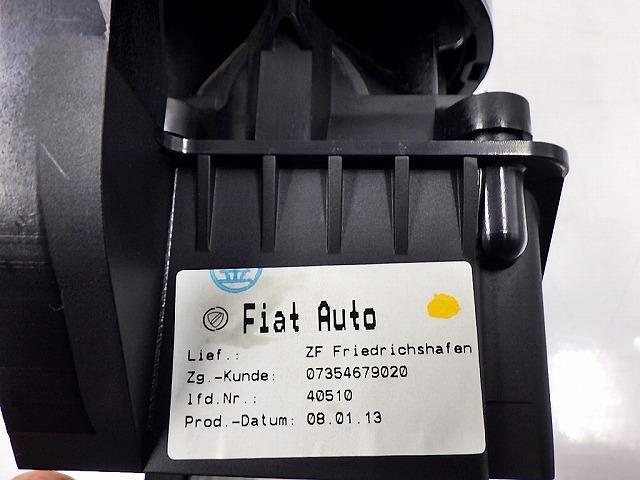 Fiat Auto
Lief.: ZF Friedrichshafen
Zg.-Kunde: 07354679020
lfd.Nr.: 40510
Prod.-Datum: 08.01.13